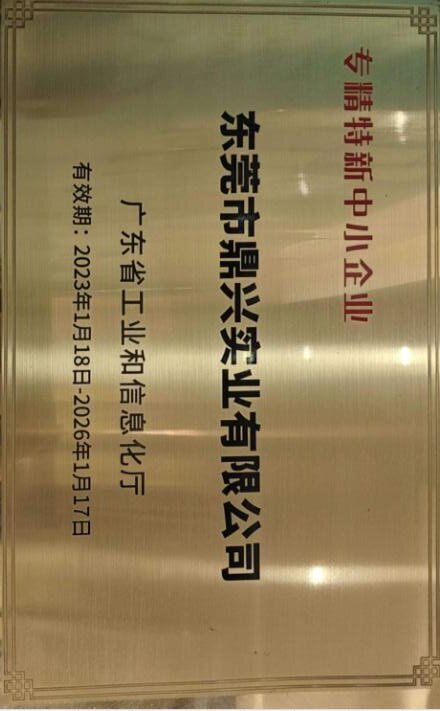 专精特新中小企业
东莞市鼎兴实业有限公司
广东省工业和信息化厅
有效期：2023年1月18日-2026年1月17日